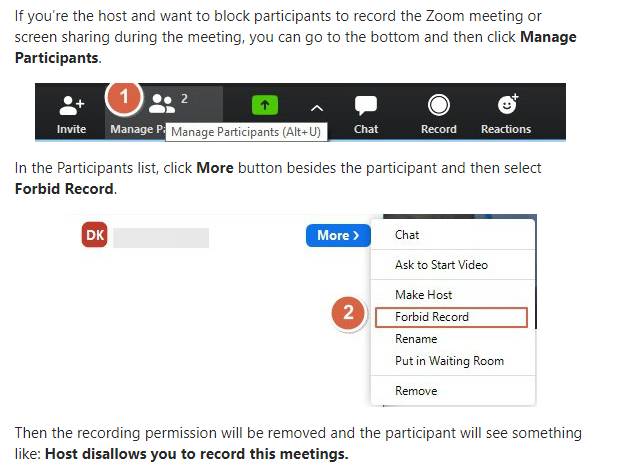 If you're the host and want to block participants to record the Zoom meeting or
screen sharing during the meeting, you can go to the bottom and then click Manage
Participants.
1
2
Invite
Manage Pa
Manage Participants (Alt+U)
Chat
Record
Reactions
In the Participants list, click More button besides the participant and then select
Forbid Record.
DK
More >
Chat
Ask to Start Video
Make Host
2
Forbid Record
Rename
Put in Waiting Room
Remove
Then the recording permission will be removed and the participant will see something
like: Host disallows you to record this meetings.